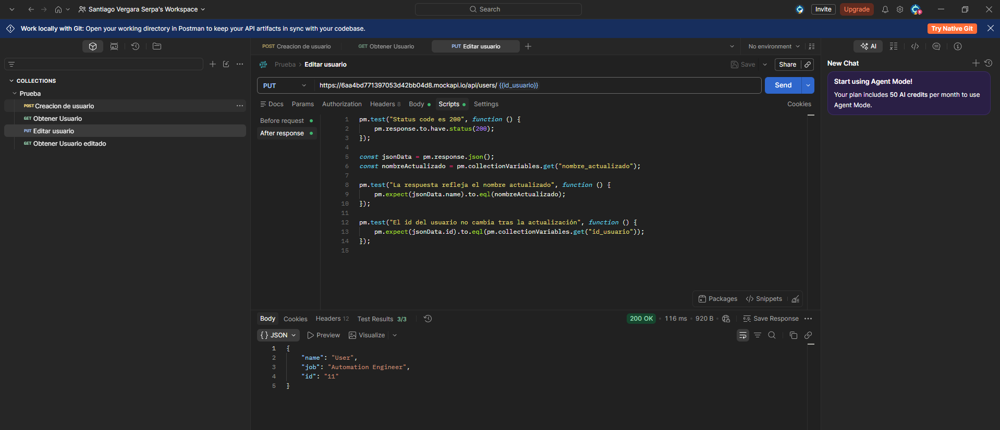 Santiago Vergara Serpa's Workspace
Search
Invite
Upgrade
Work locally with Git: Open your working directory in Postman to keep your API artifacts in sync with your codebase.
Try Native Git
POST Creacion de usuario
GET Obtener Usuario
PUT Editar usuario
No environment
AI
COLLECTIONS
Prueba
POST Creacion de usuario
GET Obtener Usuario
PUT Editar usuario
GET Obtener Usuario editado
HTTP
Prueba > Editar usuario
Save
Share
PUT
https://6aa4bd771397053d42bb04d8.mockapi.io/api/users/ {{id_usuario}}
Send
Docs
Params
Authorization
Headers 8
Body
Scripts
Settings
Cookies
Before request
After response
1 pm.test("Status code es 200", function () {
2 pm.response.to.have.status(200);
3 });
4
5 const jsonData = pm.response.json();
6 const nombreActualizado = pm.collectionVariables.get("nombre_actualizado");
7
8 pm.test("La respuesta refleja el nombre actualizado", function () {
9 pm.expect(jsonData.name).to.eql(nombreActualizado);
10 });
11
12 pm.test("El id del usuario no cambia tras la actualización", function () {
13 pm.expect(jsonData.id).to.eql(pm.collectionVariables.get("id_usuario"));
14 });
15
Packages
Snippets
Body
Cookies
Headers 12
Test Results 3/3
200 OK
116 ms
920 B
e.g. Save Response
{} JSON
Preview
Visualize
1 {
2 "name": "User",
3 "job": "Automation Engineer",
4 "id": "11"
5 }
New Chat
Start using Agent Mode!
Your plan includes 50 AI credits per month to use
Agent Mode.